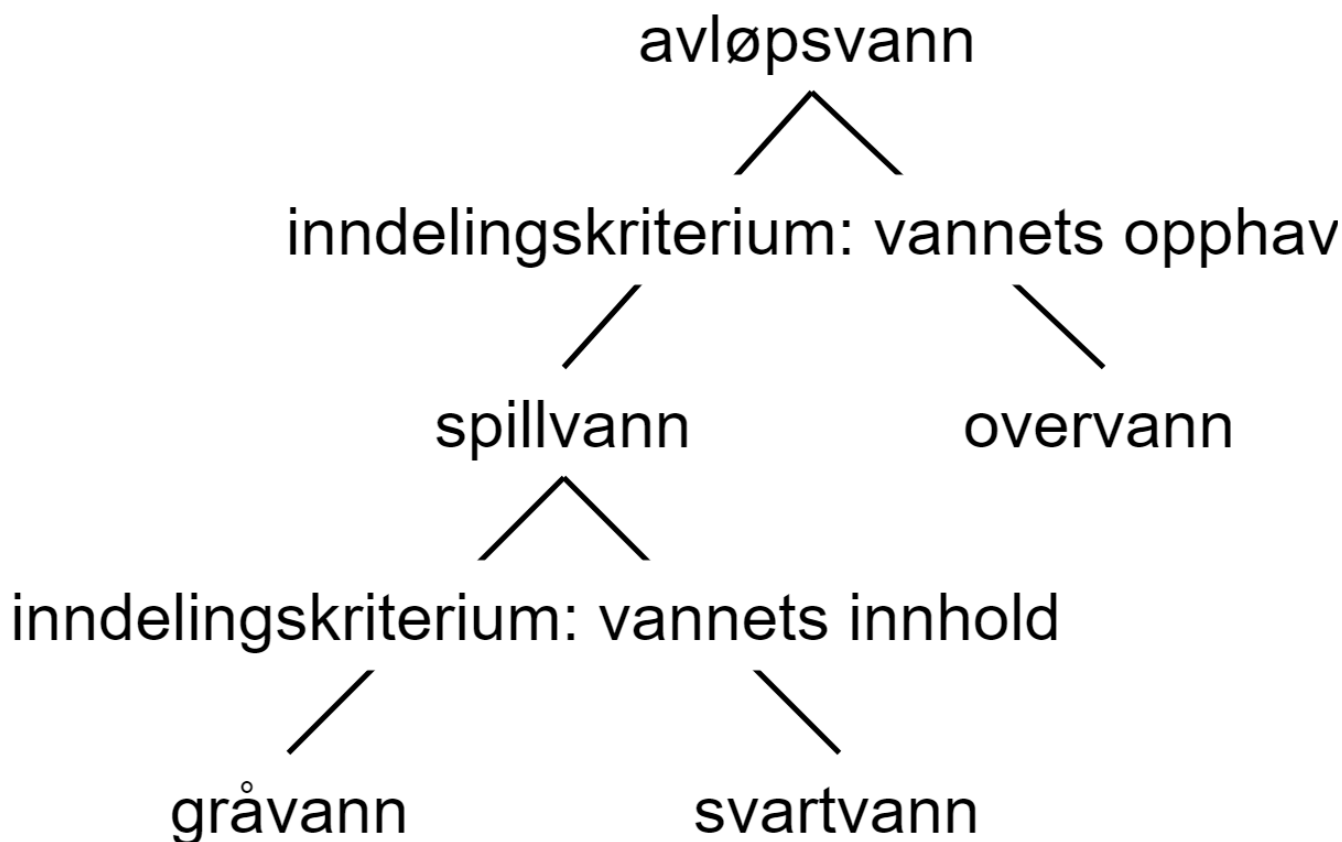 avløpsvann
inndelingskriterium: vannets opphav
spillvann overvann
inndelingskriterium: vannets innhold
gråvann svartvann